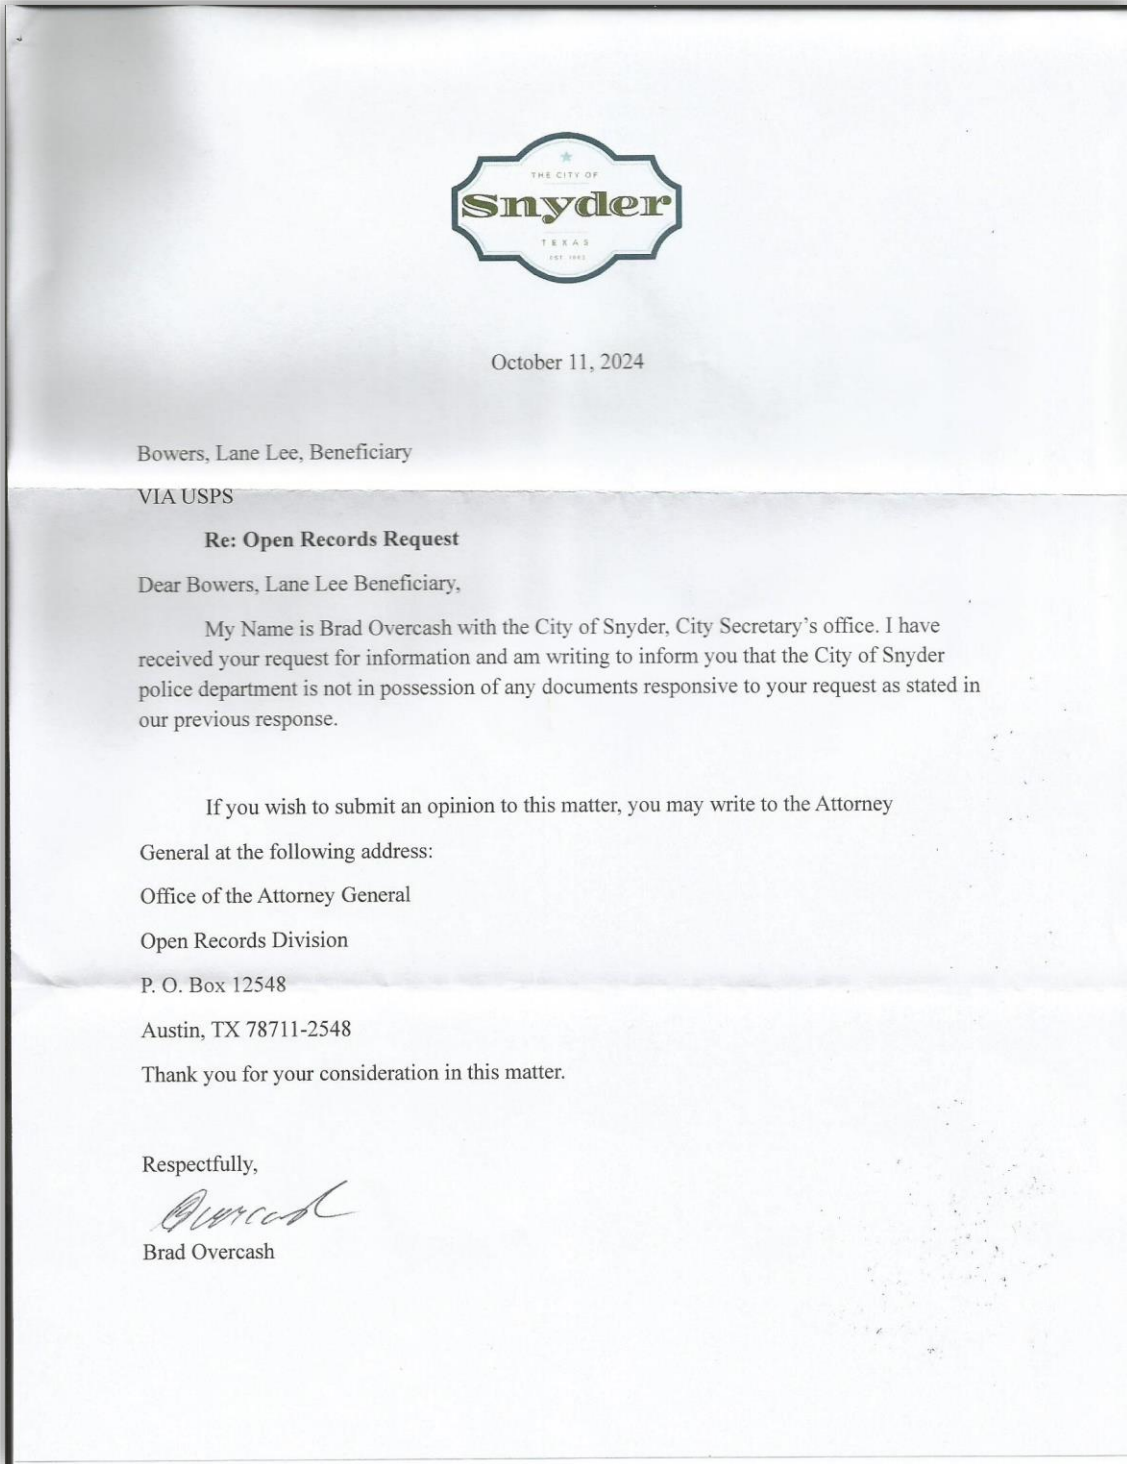 THE CITY OF
Snyder
TEXAS
October 11, 2024
Bowers, Lane Lee, Beneficiary
VIA USPS
Re: Open Records Request
Dear Bowers, Lane Lee Beneficiary,
My Name is Brad Overcash with the City of Snyder, City Secretary's office. I have
received your request for information and am writing to inform you that the City of Snyder
police department is not in possession of any documents responsive to your request as stated in
our previous response.
If you wish to submit an opinion to this matter, you may write to the Attorney
General at the following address:
Office of the Attorney General
Open Records Division
P. O. Box 12548
Austin, TX 78711-2548
Thank you for your consideration in this matter.
Respectfully,
Overcash
Brad Overcash